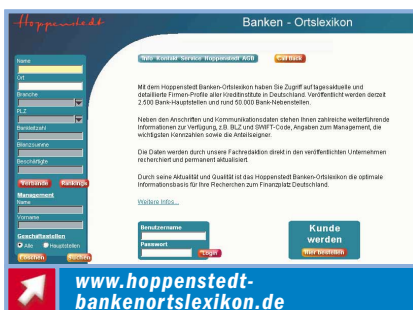 Hoppenstedt
Banken - Ortslexikon
Info Kontakt Service Hoppenstedt AGB
Call Back
Name
Ort
Branche
PLZ
Bankleitzahl
Bilanzsumme
Beschäftigte
Verbände Rankings
Management
Name
Vorname
Geschäftsstellen
Alle Hauptstellen
Löschen Suchen
Mit dem Hoppenstedt Banken-Ortslexikon haben Sie Zugriff auf tagesaktuelle und
detaillierte Firmen-Profile aller Kreditinstitute in Deutschland. Veröffentlicht werden derzeit
2.500 Bank-Hauptstellen und rund 50.000 Bank-Nebenstellen.
Neben den Anschriften und Kommunikationsdaten stehen Ihnen zahlreiche weiterführende
Informationen zur Verfügung, z.B. BLZ und SWIFT-Code, Angaben zum Management, die
wichtigsten Kennzahlen sowie die Anteilseigner.
Die Daten werden durch unsere Fachredaktion direkt in den veröffentlichten Unternehmen
recherchiert und permanent aktualisiert.
Durch seine Aktualität und Qualität ist das Hoppenstedt Banken-Ortslexikon die optimale
Informationsbasis für Ihre Recherchen zum Finanzplatz Deutschland.
Weitere Infos...
Benutzername
Passwort
Login
Kunde
werden
Hier bestellen
www.hoppenstedt-
bankenortslexikon.de